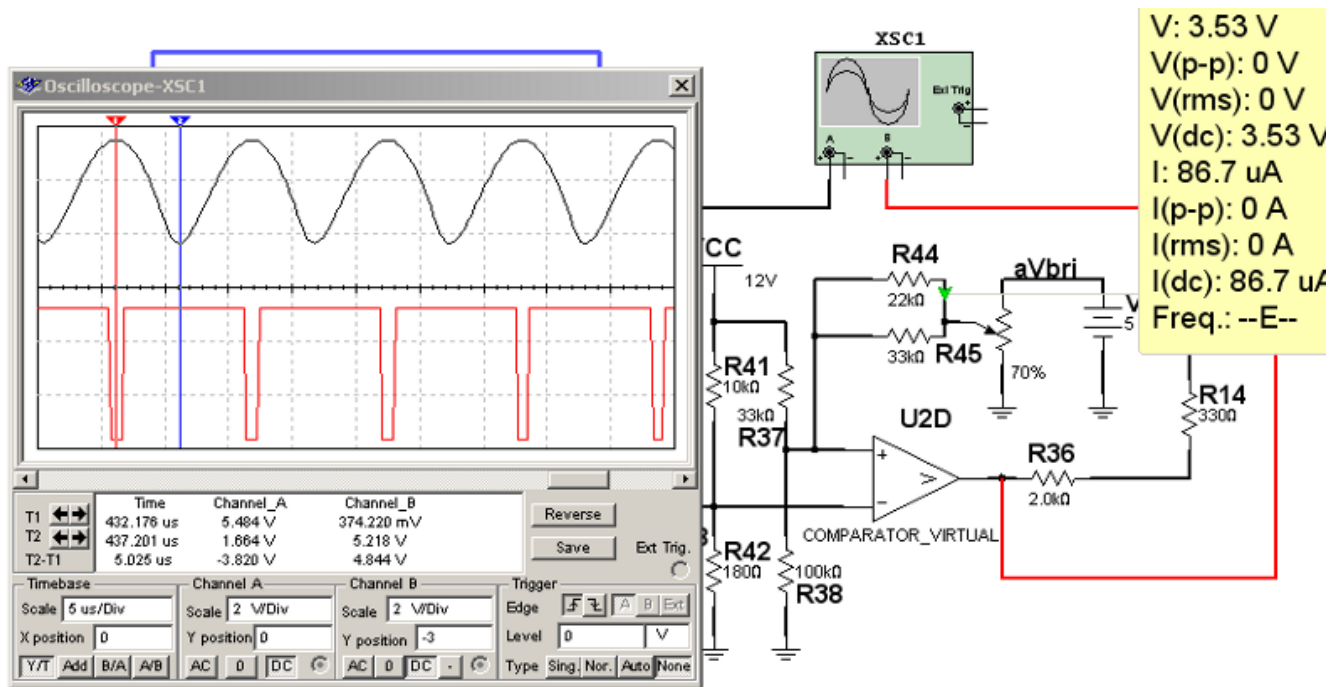 Oscilloscope-XSC1
Time Channel_A Channel_B
T1 432.176 us 5.484 V 374.220 mV
T2 437.201 us 1.664 V 5.218 V
T2-T1 5.025 us -3.820 V 4.844 V
Reverse
Save
Ext Trig.
Timebase
Scale 5 us/Div
X position 0
Y/T Add B/A A/B
Channel A
Scale 2 V/Div
Y position 0
AC 0 DC
Channel B
Scale 2 V/Div
Y position -3
AC 0 DC -
Trigger
Edge A B Ext
Level 0 V
Type Sing. Nor. Auto None
XSC1
Ext Trig
A B
V: 3.53 V
V(p-p): 0 V
V(rms): 0 V
V(dc): 3.53 V
I: 86.7 uA
I(p-p): 0 A
I(rms): 0 A
I(dc): 86.7 uA
Freq.: --E--
12V
R44
22kΩ
aVbri
V
5
33kΩ
R45
70%
R41
10kΩ
33kΩ
R37
U2D
COMPARATOR_VIRTUAL
R36
2.0kΩ
R14
330Ω
R42
180Ω
100kΩ
R38